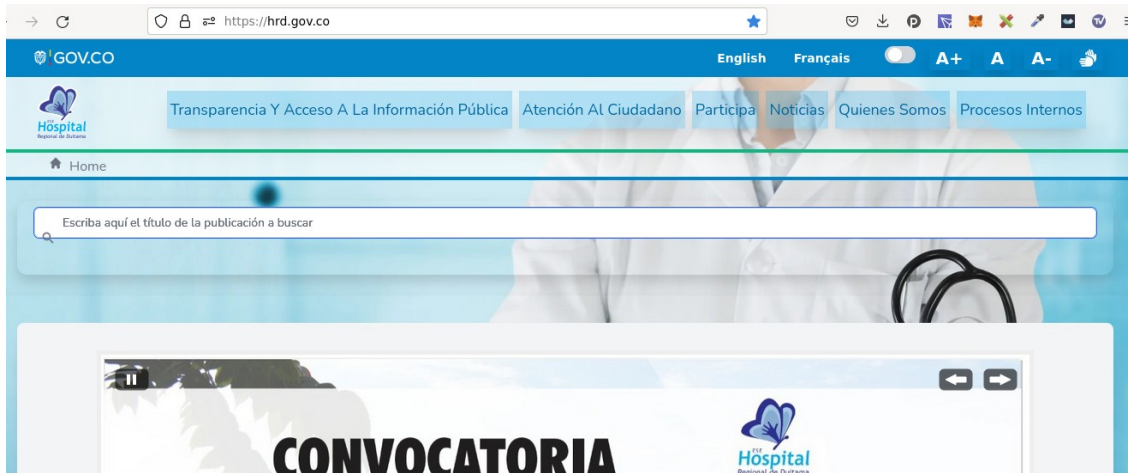 https://hrd.gov.co
GOV.CO
English Français A+ A A-
Hospital
Regional de Duitama
Transparencia Y Acceso A La Información Pública Atención Al Ciudadano Participa Noticias Quienes Somos Procesos Internos
Home
Escriba aquí el título de la publicación a buscar
CONVOCATORIA
Hospital
Regional de Duitama